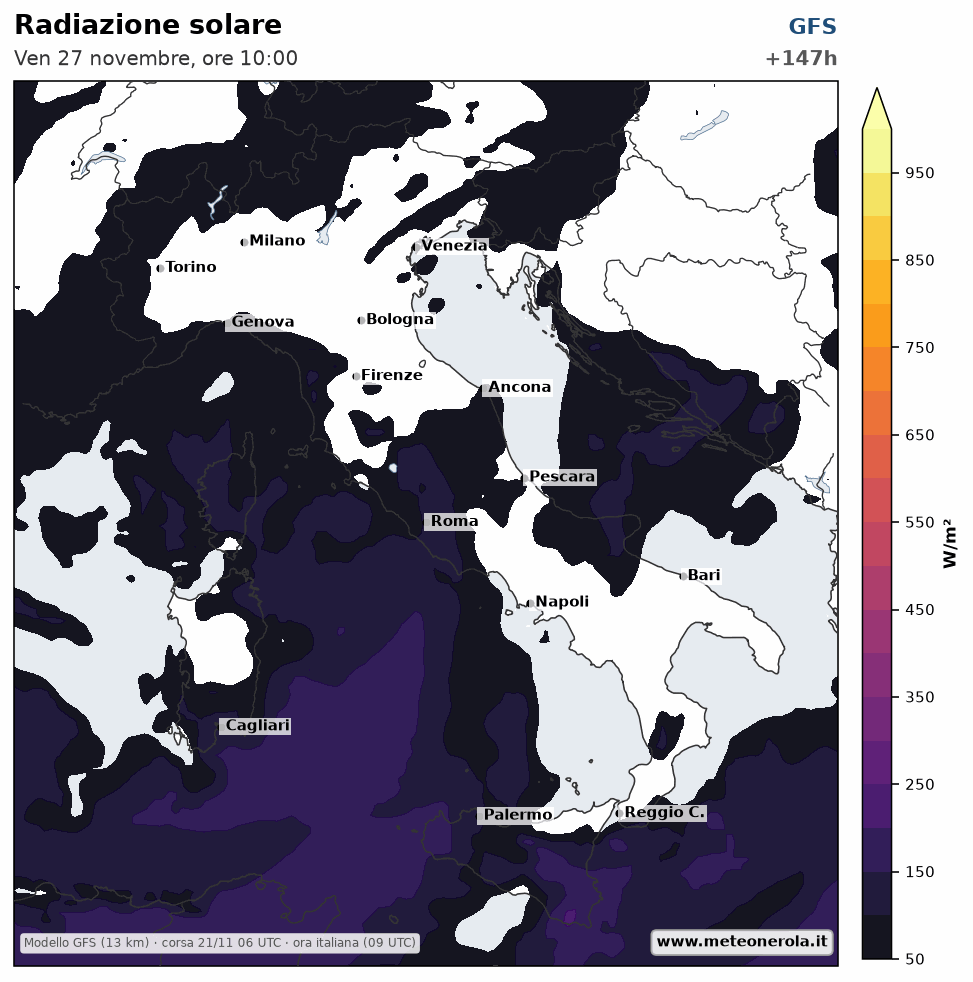 Radiazione solare
GFS
Ven 27 novembre, ore 10:00
+147h
Milano
Venezia
Torino
Genova
Bologna
Firenze
Ancona
Pescara
Roma
Bari
Napoli
Cagliari
Palermo
Reggio C.
950
850
750
650
550
450
350
250
150
50
W/m²
Modello GFS (13 km) · corsa 21/11 06 UTC · ora italiana (09 UTC)
www.meteonerola.it